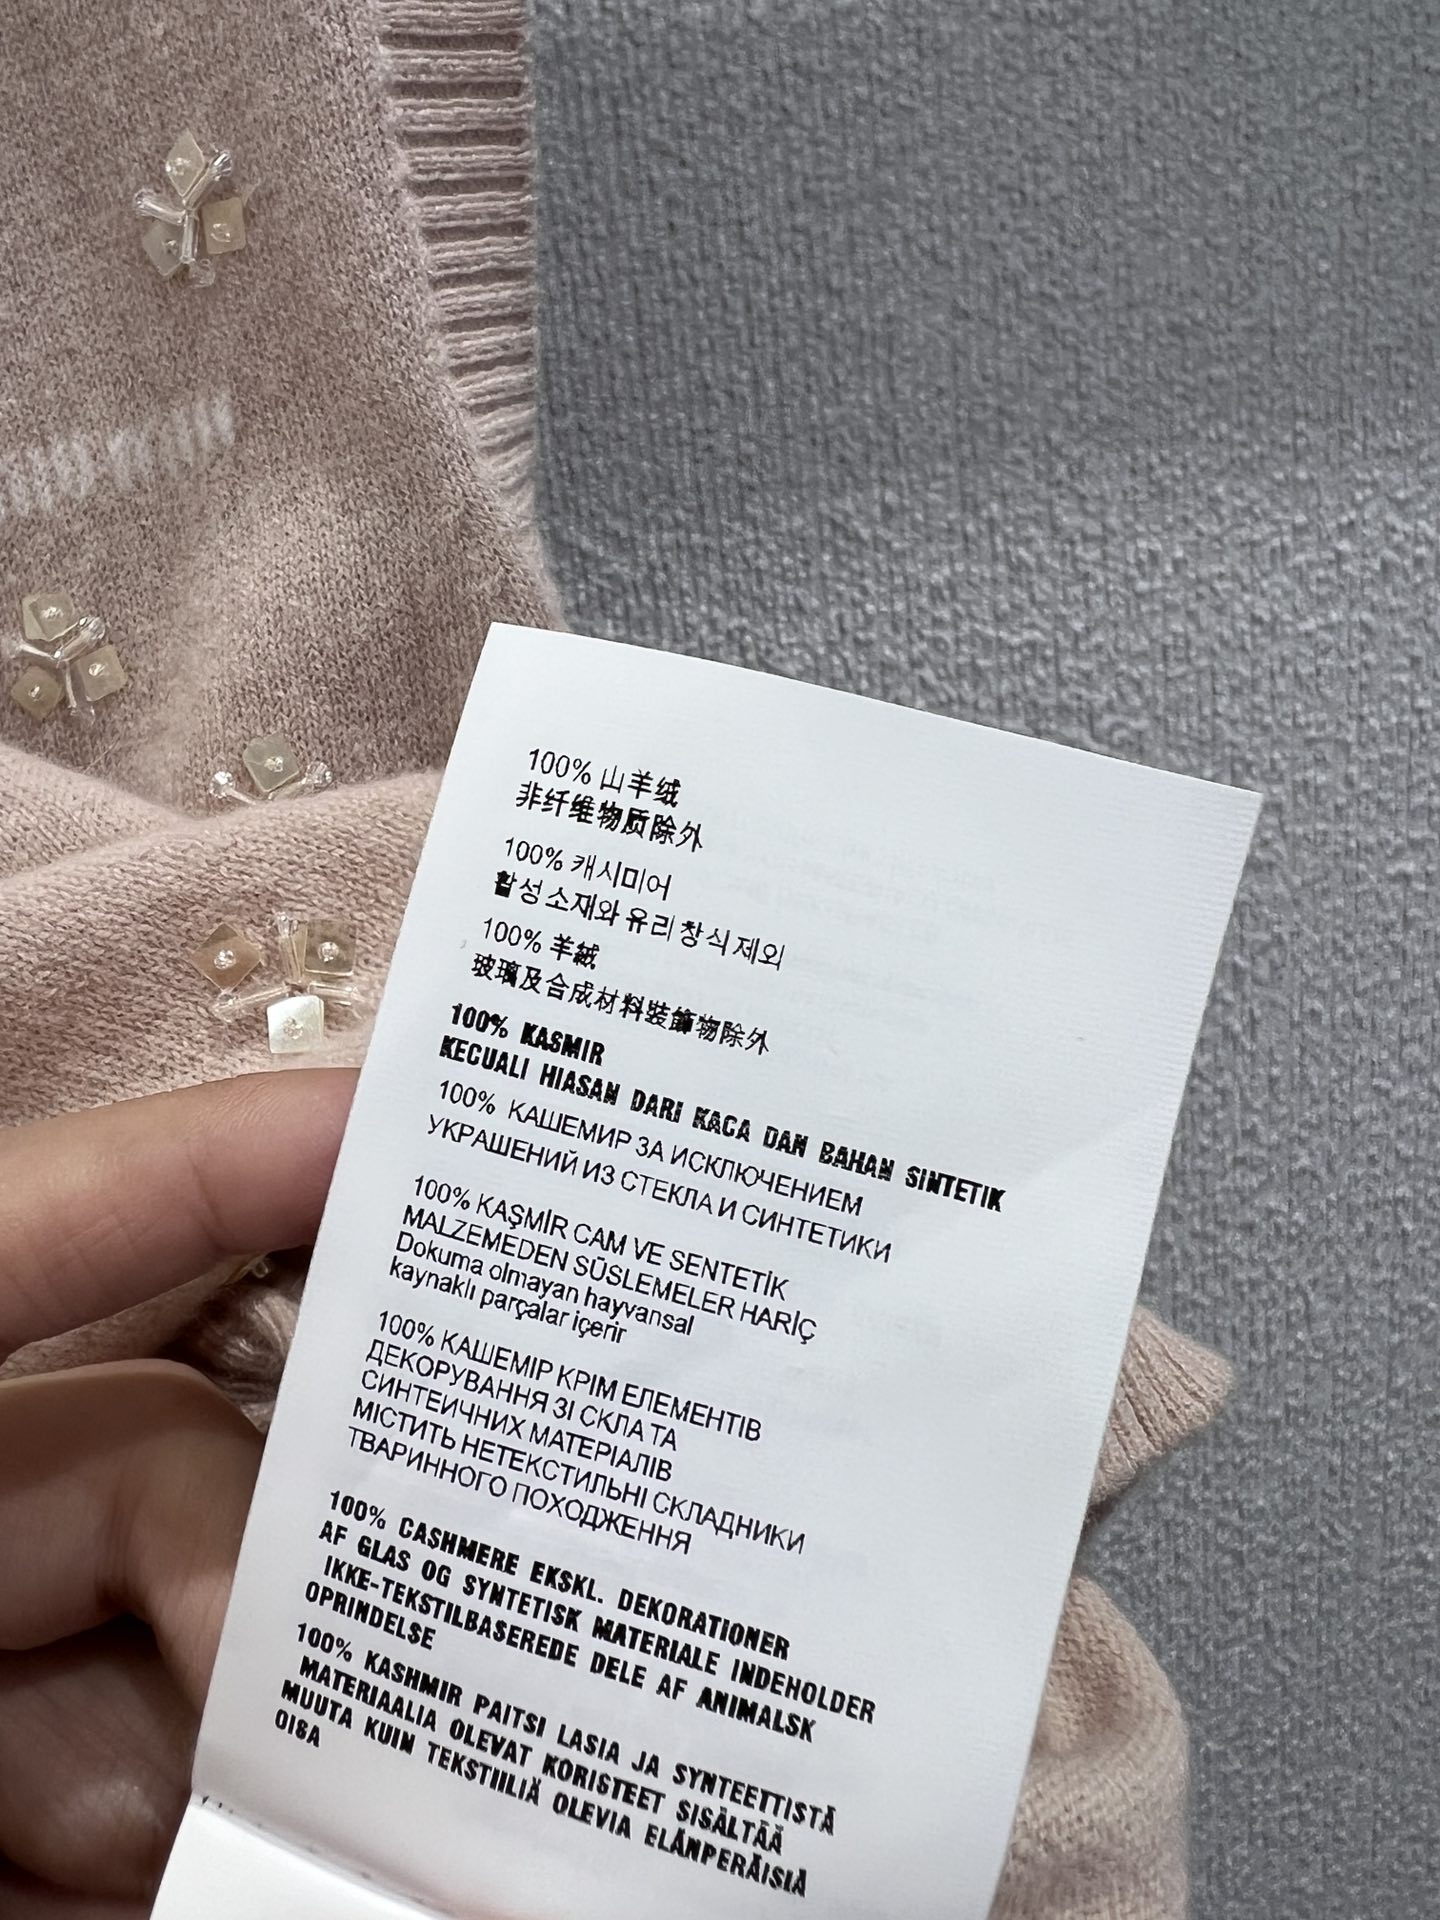 100% 山羊绒
非纤维物质除外
100% 캐시미어
활성소재와 유리 창식 제외
100% 羊絨
玻璃及合成材料裝飾物除外
100% KASMIR
KECUALI HIASAN DARI KACA DAN BAHAN SINTETIK
100% КАШЕМИР ЗА ИСКЛЮЧЕНИЕМ
УКРАШЕНИЙ ИЗ СТЕКЛА И СИНТЕТИКИ
100% KAŞMİR CAM VE SENTETİK
MALZEMEDEN SÜSLEMELER HARİÇ
Dokuma olmayan hayvansal
kaynaklı parçalar içerir
100% КАШЕМІР КРІМ ЕЛЕМЕНТІВ
ДЕКОРУВАННЯ ЗІ СКЛА ТА
СИНТЕИЧНИХ МАТЕРІАЛІВ
МІСТИТЬ НЕТЕКСТИЛЬНІ СКЛАДНИКИ
ТВАРИННОГО ПОХОДЖЕННЯ
100% CASHMERE EKSKL. DEKORATIONER
AF GLAS OG SYNTETISK MATERIALE INDEHOLDER
IKKE-TEKSTILBASEREDE DELE AF ANIMALSK
OPRINDELSE
100% KASHMIR PAITSI LASIA JA SYNTEETTISTÄ
MATERIAALIA OLEVAT KORISTEET SISÄLTÄÄ
MUUTA KUIN TEKSTIILIÄ OLEVIA ELÄNPERÄISIÄ
OISA